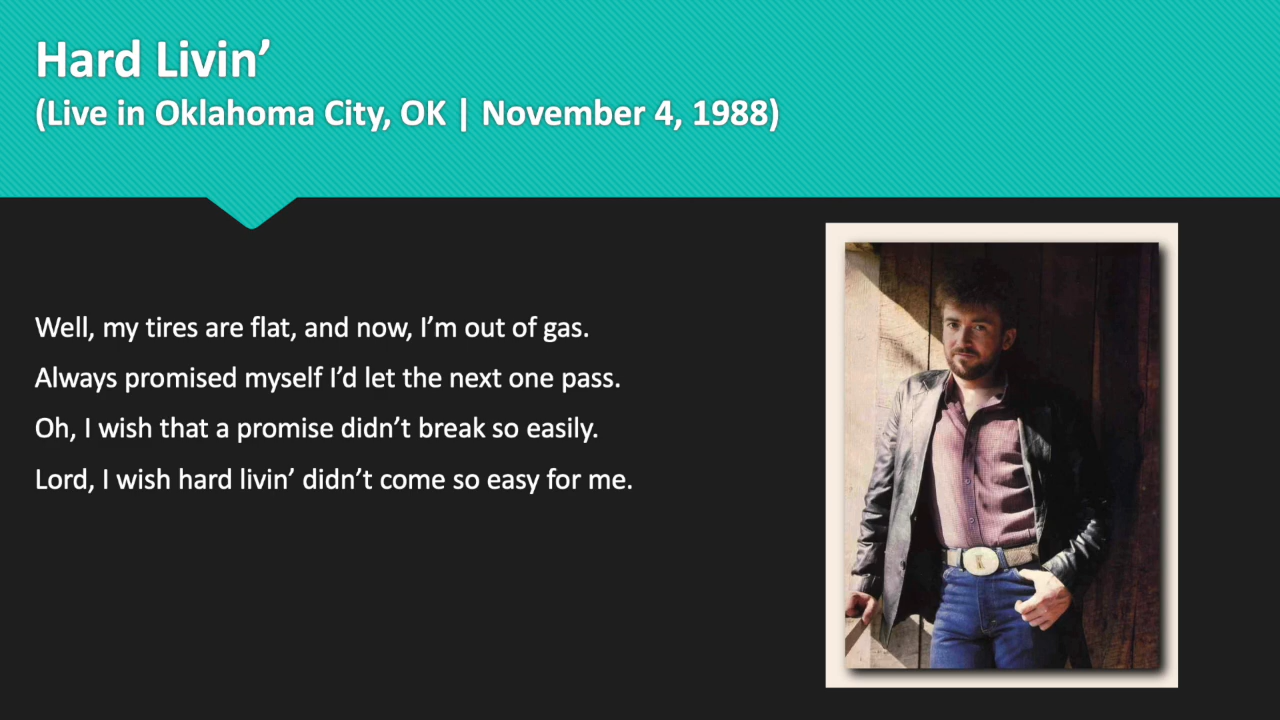 Hard Livin’
(Live in Oklahoma City, OK | November 4, 1988)
Well, my tires are flat, and now, I’m out of gas.
Always promised myself I’d let the next one pass.
Oh, I wish that a promise didn’t break so easily.
Lord, I wish hard livin’ didn’t come so easy for me.